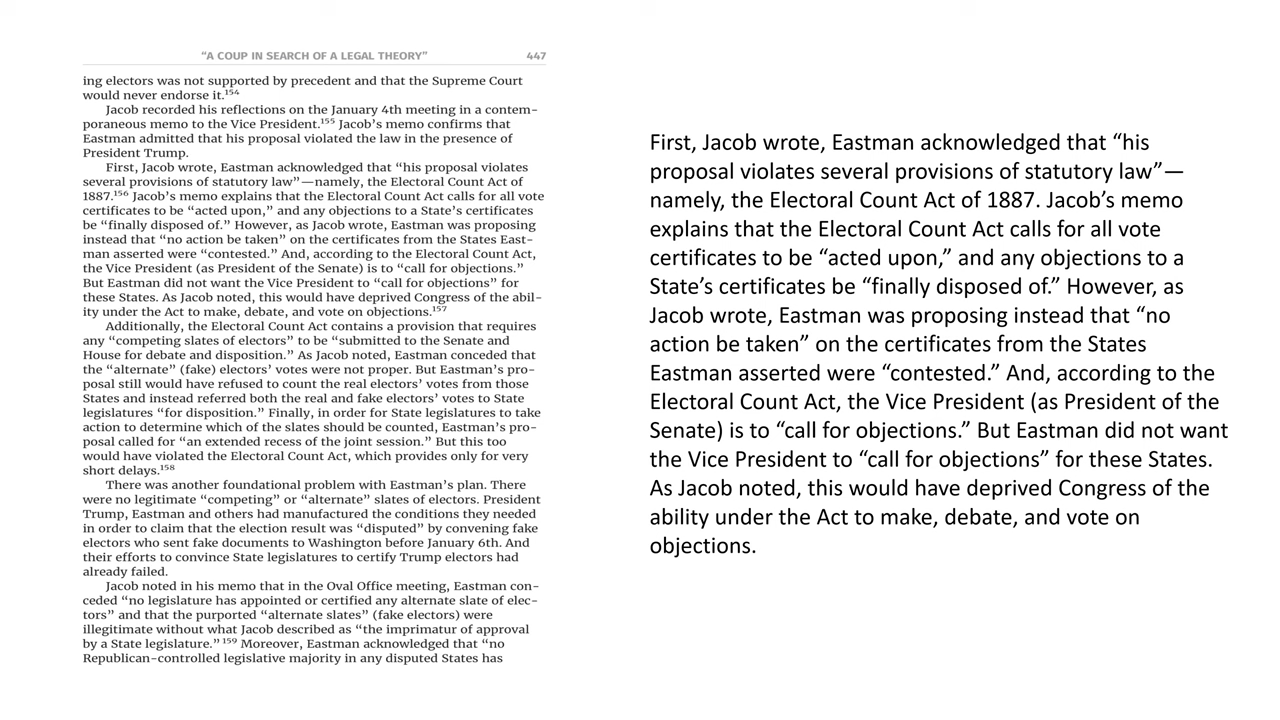 “A COUP IN SEARCH OF A LEGAL THEORY” 447
ing electors was not supported by precedent and that the Supreme Court
would never endorse it.154
Jacob recorded his reflections on the January 4th meeting in a contem-
poraneous memo to the Vice President.155 Jacob’s memo confirms that
Eastman admitted that his proposal violated the law in the presence of
President Trump.
First, Jacob wrote, Eastman acknowledged that “his proposal violates
several provisions of statutory law”—namely, the Electoral Count Act of
1887.156 Jacob’s memo explains that the Electoral Count Act calls for all vote
certificates to be “acted upon,” and any objections to a State’s certificates
be “finally disposed of.” However, as Jacob wrote, Eastman was proposing
instead that “no action be taken” on the certificates from the States East-
man asserted were “contested.” And, according to the Electoral Count Act,
the Vice President (as President of the Senate) is to “call for objections.”
But Eastman did not want the Vice President to “call for objections” for
these States. As Jacob noted, this would have deprived Congress of the abil-
ity under the Act to make, debate, and vote on objections.157
Additionally, the Electoral Count Act contains a provision that requires
any “competing slates of electors” to be “submitted to the Senate and
House for debate and disposition.” As Jacob noted, Eastman conceded that
the “alternate” (fake) electors’ votes were not proper. But Eastman’s pro-
posal still would have refused to count the real electors’ votes from those
States and instead referred both the real and fake electors’ votes to State
legislatures “for disposition.” Finally, in order for State legislatures to take
action to determine which of the slates should be counted, Eastman’s pro-
posal called for “an extended recess of the joint session.” But this too
would have violated the Electoral Count Act, which provides only for very
short delays.158
There was another foundational problem with Eastman’s plan. There
were no legitimate “competing” or “alternate” slates of electors. President
Trump, Eastman and others had manufactured the conditions they needed
in order to claim that the election result was “disputed” by convening fake
electors who sent fake documents to Washington before January 6th. And
their efforts to convince State legislatures to certify Trump electors had
already failed.
Jacob noted in his memo that in the Oval Office meeting, Eastman con-
ceded “no legislature has appointed or certified any alternate slate of elec-
tors” and that the purported “alternate slates” (fake electors) were
illegitimate without what Jacob described as “the imprimatur of approval
by a State legislature.” 159 Moreover, Eastman acknowledged that “no
Republican-controlled legislative majority in any disputed States has
First, Jacob wrote, Eastman acknowledged that “his
proposal violates several provisions of statutory law”—
namely, the Electoral Count Act of 1887. Jacob’s memo
explains that the Electoral Count Act calls for all vote
certificates to be “acted upon,” and any objections to a
State’s certificates be “finally disposed of.” However, as
Jacob wrote, Eastman was proposing instead that “no
action be taken” on the certificates from the States
Eastman asserted were “contested.” And, according to the
Electoral Count Act, the Vice President (as President of the
Senate) is to “call for objections.” But Eastman did not want
the Vice President to “call for objections” for these States.
As Jacob noted, this would have deprived Congress of the
ability under the Act to make, debate, and vote on
objections.